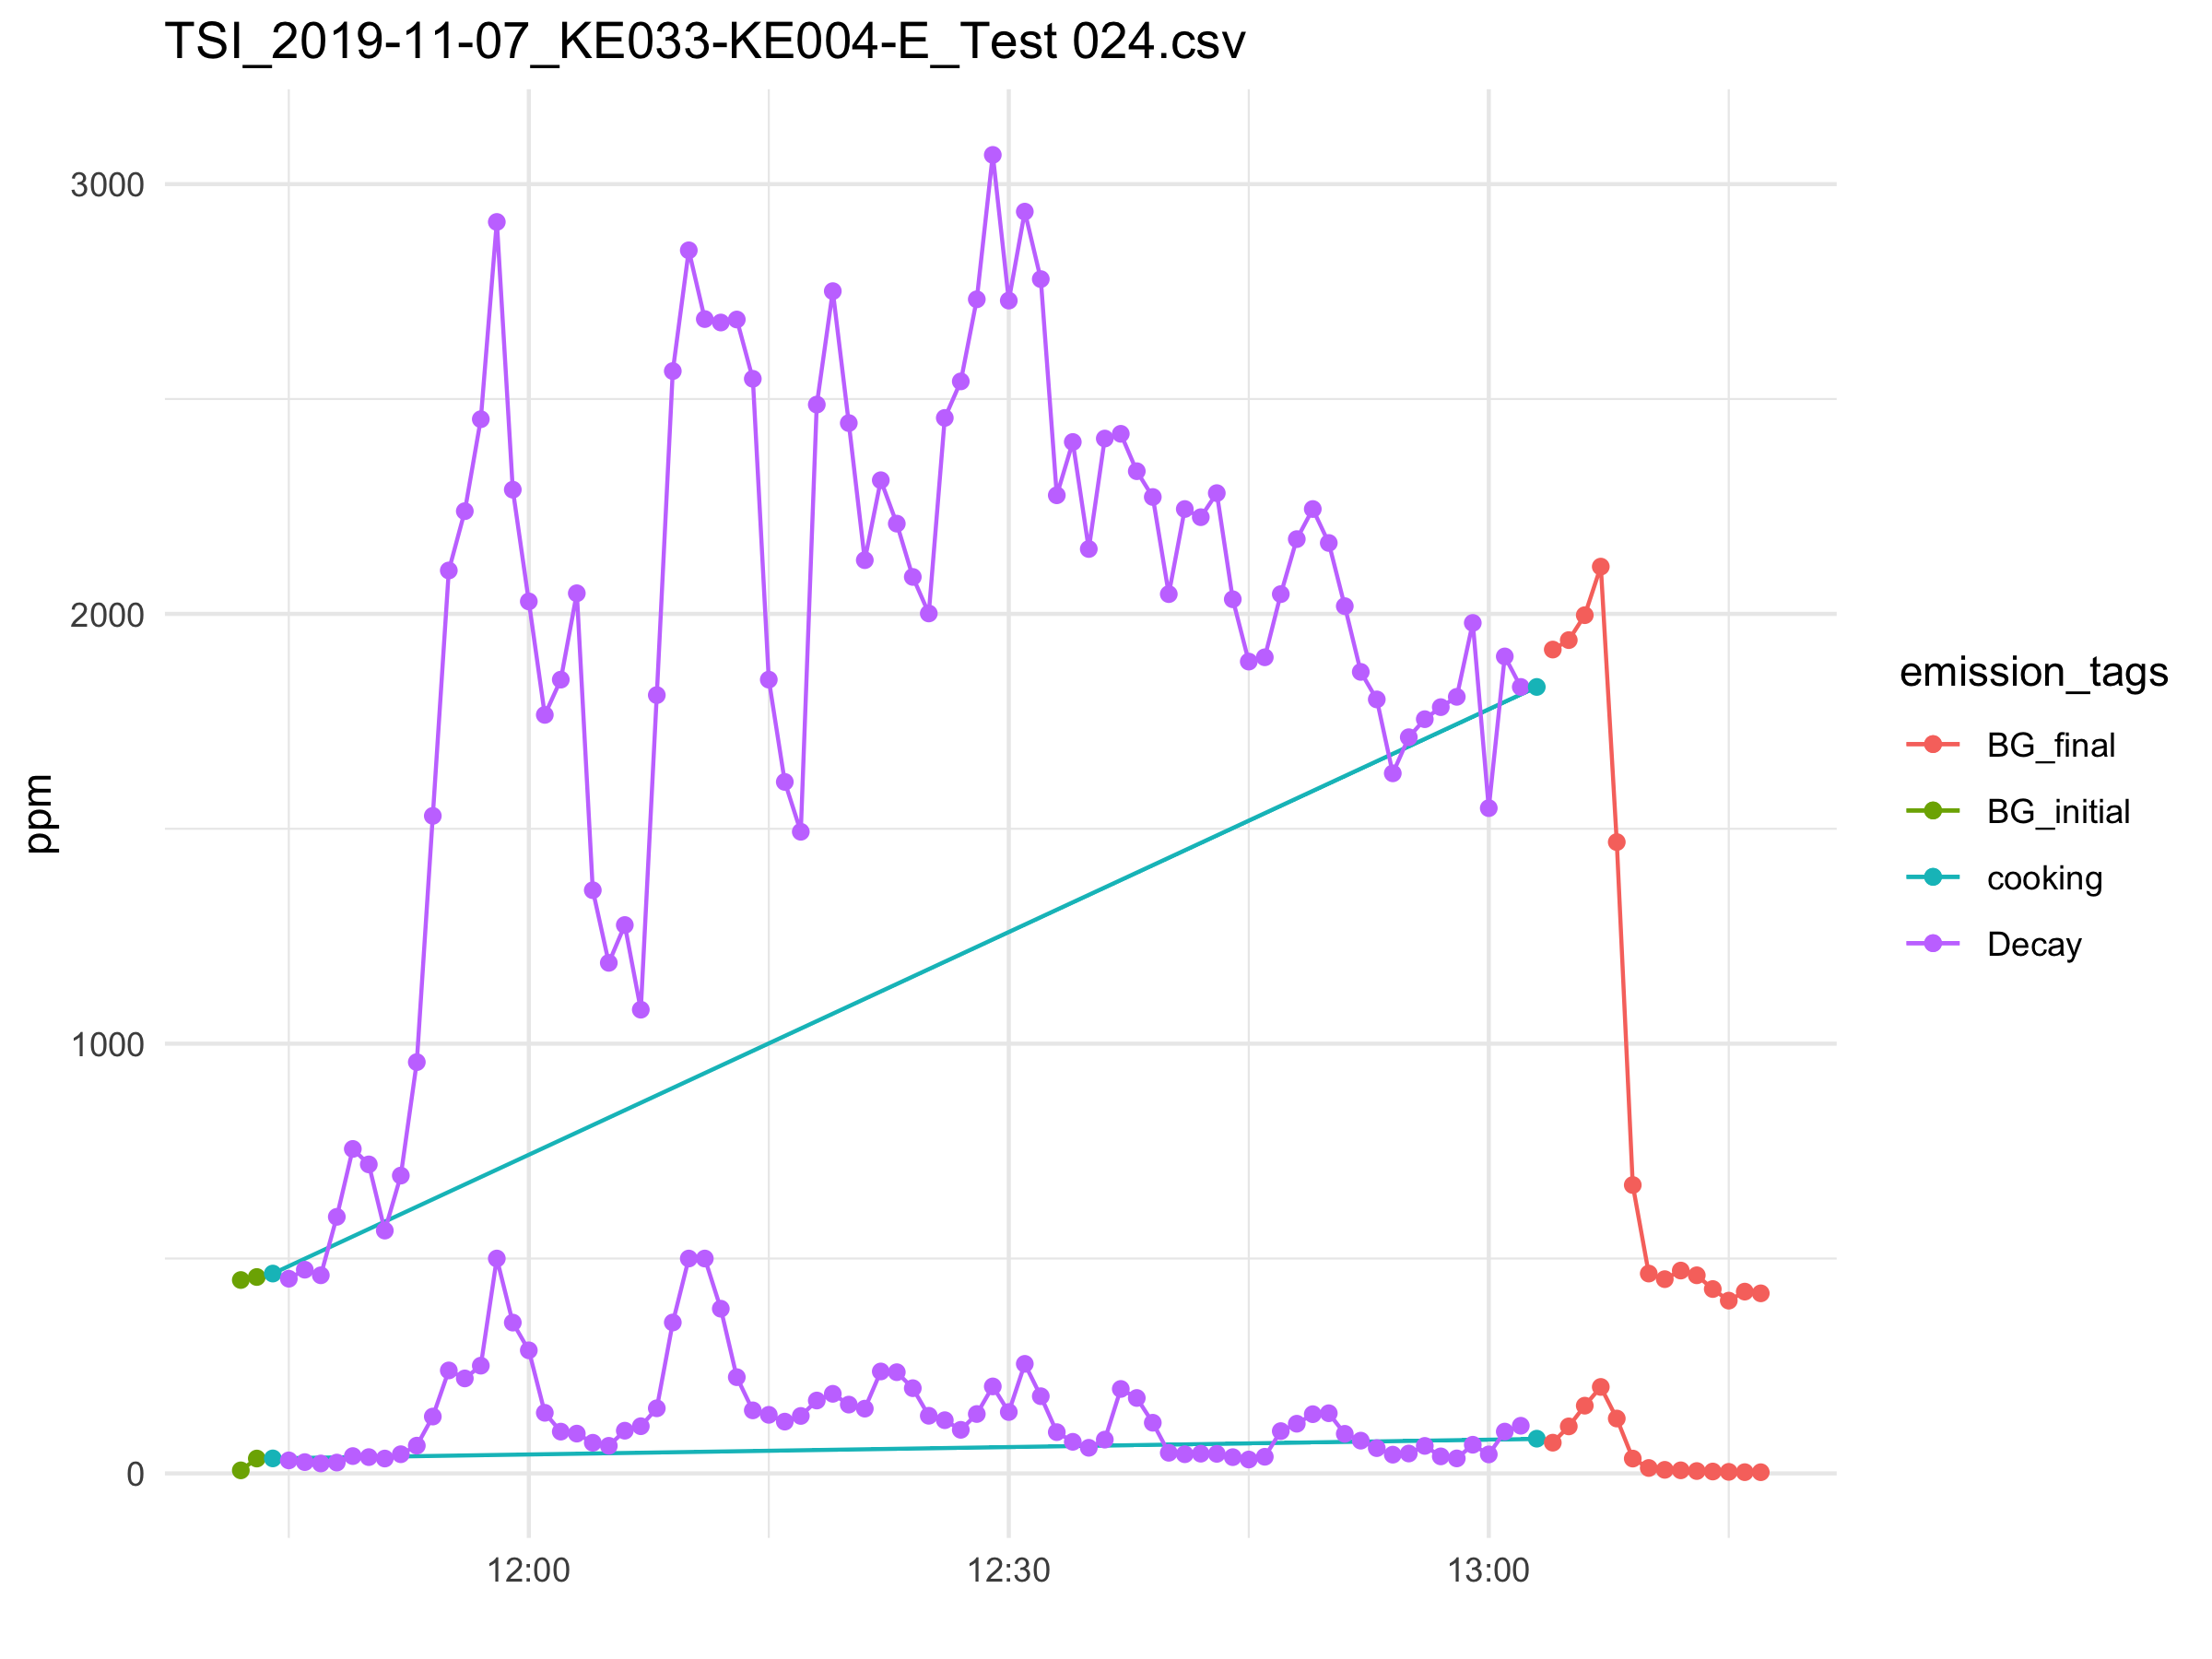 TSI_2019-11-07_KE033-KE004-E_Test 024.csv
ppm
3000
2000
1000
0
12:00
12:30
13:00
emission_tags
BG_final
BG_initial
cooking
Decay